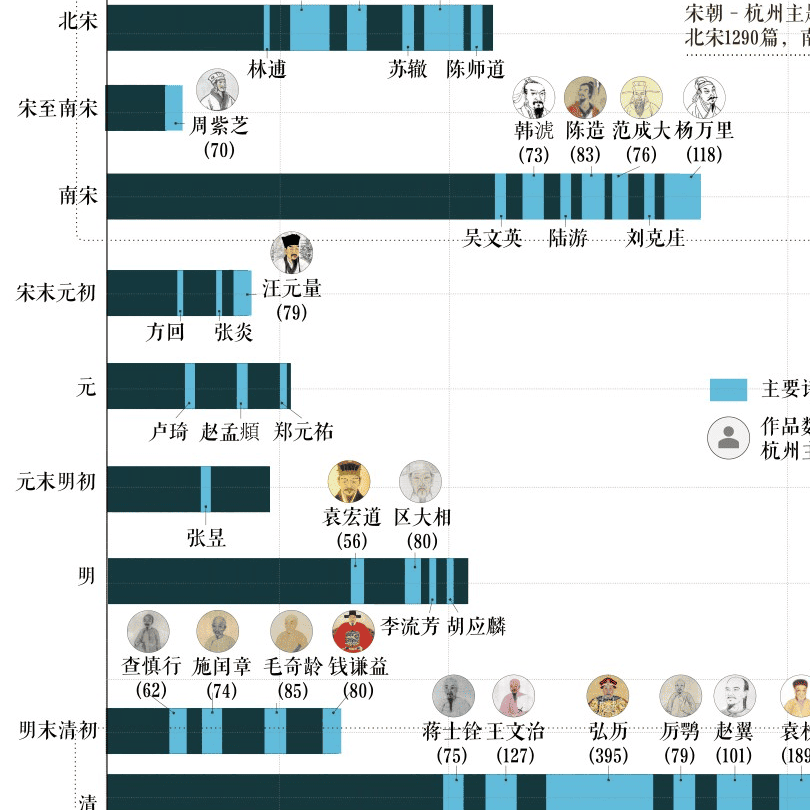 宋朝 - 杭州主
北宋1290篇，南
北宋
林逋
苏辙
陈师道
宋至南宋
周紫芝
(70)
韩淲
陈造
范成大
杨万里
(73)
(83)
(76)
(118)
南宋
吴文英
陆游
刘克庄
宋末元初
汪元量
(79)
方回
张炎
元
主要
作品
杭州主
卢琦
赵孟頫
郑元祐
元末明初
张昱
袁宏道
区大相
(56)
(80)
明
李流芳
胡应麟
查慎行
施闰章
毛奇龄
钱谦益
(62)
(74)
(85)
(80)
明末清初
蒋士铨
王文治
弘历
厉鹗
赵翼
袁
(75)
(127)
(395)
(79)
(101)
(189
清